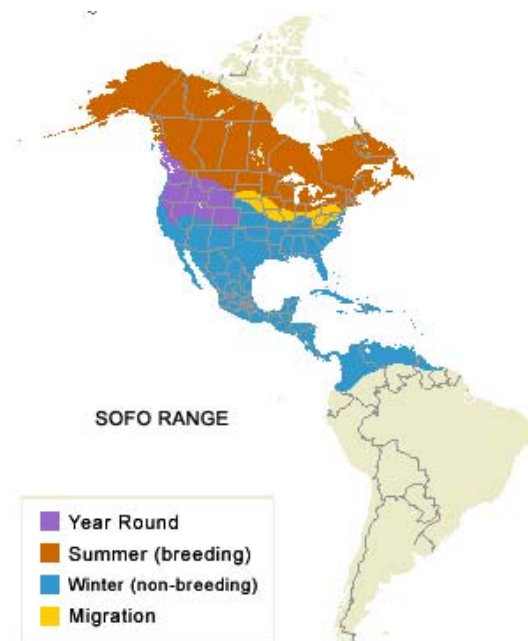 SOFO RANGE
Year Round
Summer (breeding)
Winter (non-breeding)
Migration